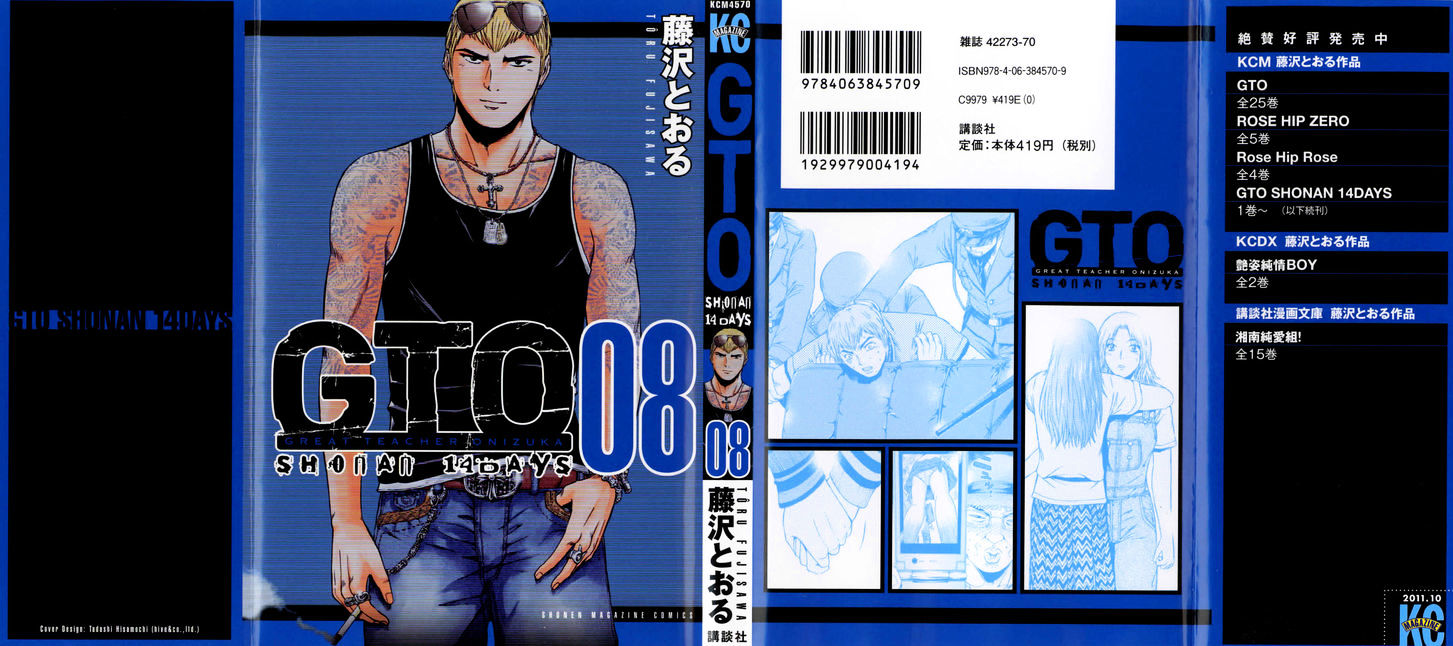 GTO SHONAN 14DAYS
Cover Design: Tadashi Hisamochi (hive&co.,ltd.)
藤沢とおる
TŌRU FUJISAWA
GTO
08
GREAT TEACHER ONIZUKA
SHONAN 14DAYS
SHONEN MAGAZINE COMICS
KCM4570
KC
MAGAZINE
GTO
SHONAN
14DAYS
08
藤沢とおる
TŌRU FUJISAWA
講談社
9784063845709
1929979004194
雑誌 42273-70
ISBN978-4-06-384570-9
C9979 ¥419E(0)
講談社
定価:本体419円(税別)
GTO
GREAT TEACHER ONIZUKA
SHONAN 14DAYS
絶賛好評発売中
KCM 藤沢とおる作品
GTO
全25巻
ROSE HIP ZERO
全5巻
Rose Hip Rose
全4巻
GTO SHONAN 14DAYS
1巻~ (以下続刊)
KCDX 藤沢とおる作品
艶姿純情BOY
全2巻
講談社漫画文庫 藤沢とおる作品
湘南純愛組!
全15巻
2011.10
KC
MAGAZINE